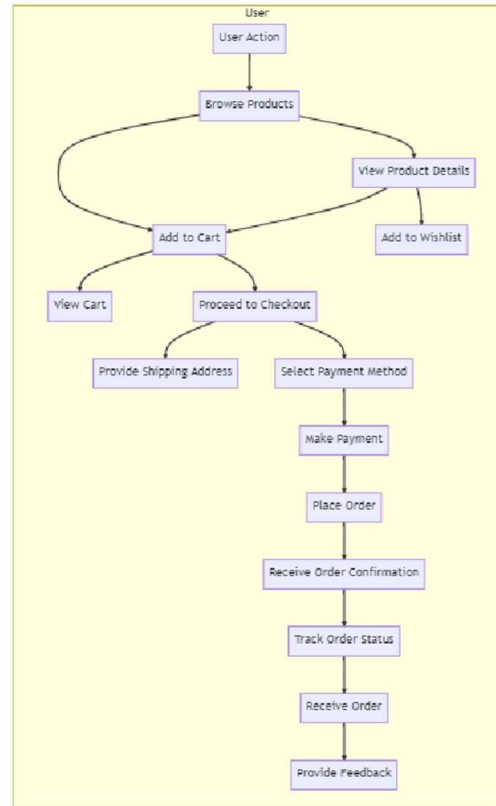 User
User Action
Browse Products
View Product Details
Add to Cart
Add to Wishlist
View Cart
Proceed to Checkout
Provide Shipping Address
Select Payment Method
Make Payment
Place Order
Receive Order Confirmation
Track Order Status
Receive Order
Provide Feedback